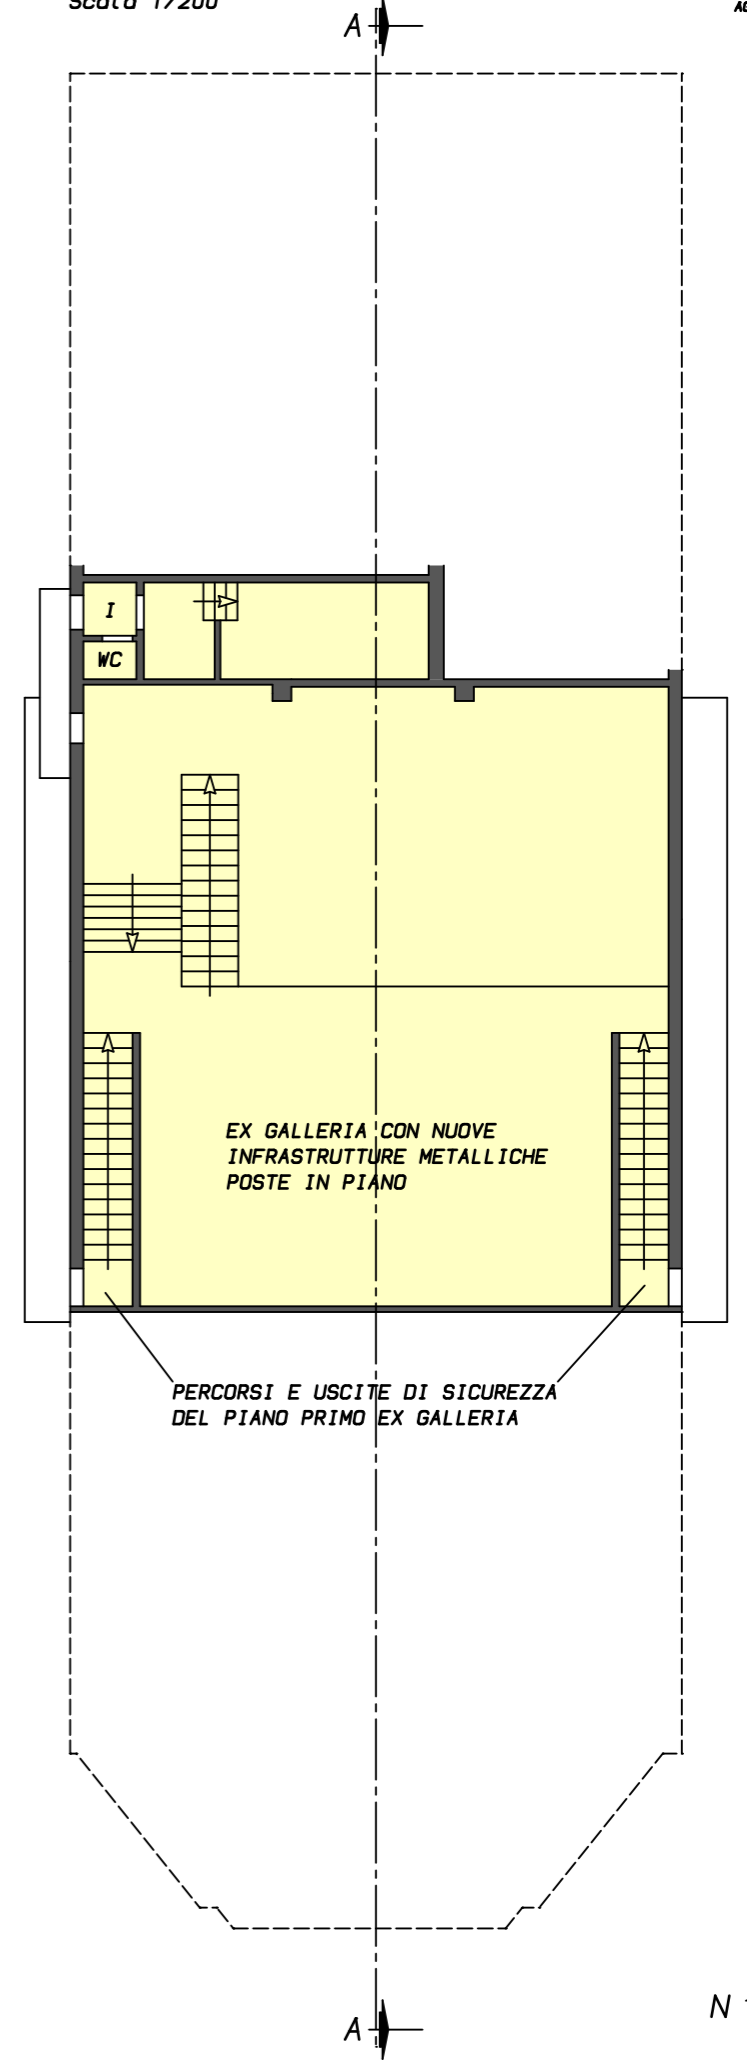 Scala 1/200
A
I
WC
EX GALLERIA CON NUOVE
INFRASTRUTTURE METALLICHE
POSTE IN PIANO
PERCORSI E USCITE DI SICUREZZA
DEL PIANO PRIMO EX GALLERIA
N
A